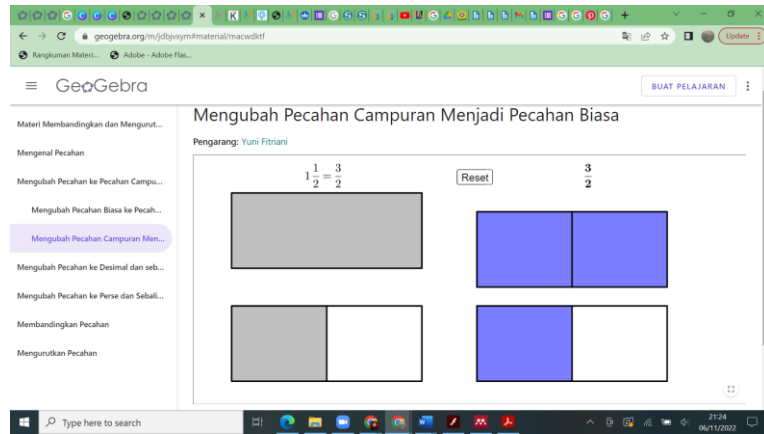 geogebra.org/m/jdbjvxym#material/macwdktf
Update
Rangkuman Materi:...
Adobe - Adobe Flas...
GeoGebra
BUAT PELAJARAN
Materi Membandingkan dan Mengurut...
Mengenal Pecahan
Mengubah Pecahan ke Pecahan Campu...
Mengubah Pecahan Biasa ke Pecah...
Mengubah Pecahan Campuran Men...
Mengubah Pecahan ke Desimal dan seb...
Mengubah Pecahan ke Perse dan Sebali...
Membandingkan Pecahan
Mengurutkan Pecahan
Mengubah Pecahan Campuran Menjadi Pecahan Biasa
Pengarang: Yuni Fitriani
1 1/2 = 3/2
Reset
3/2
Type here to search
21:24
06/11/2022